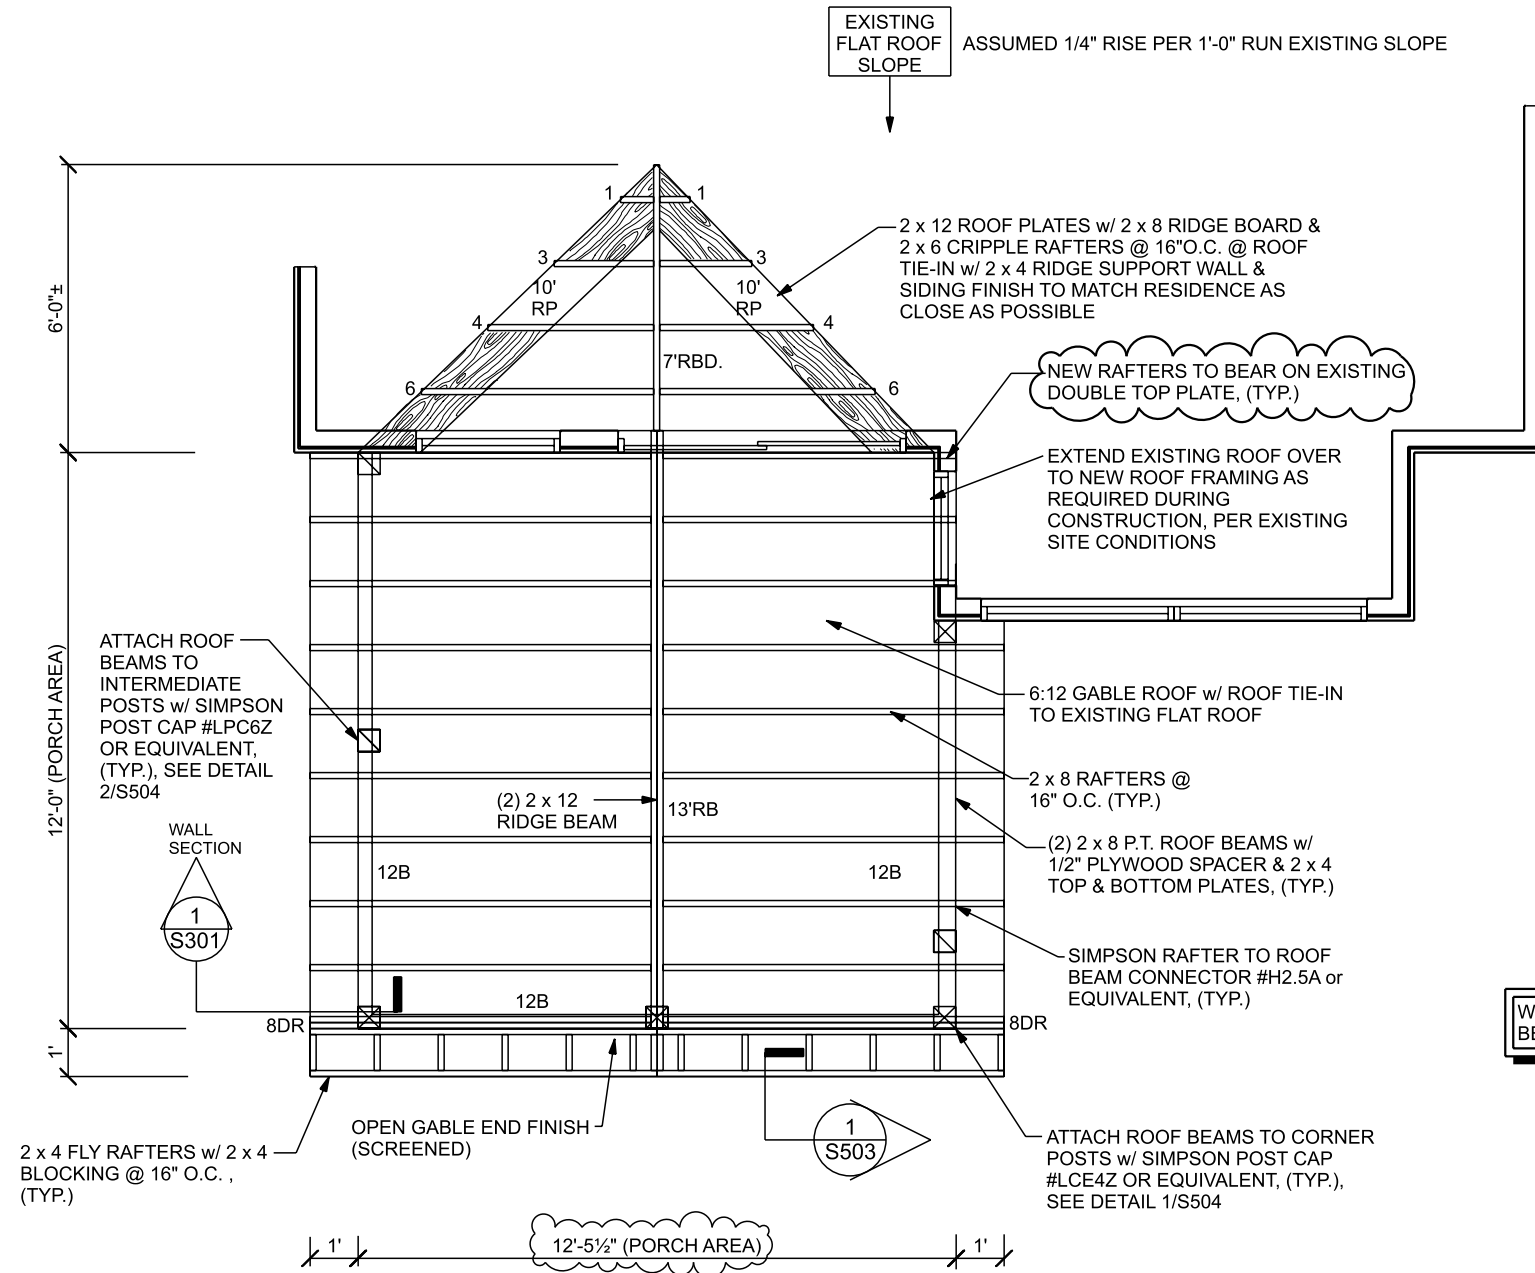 EXISTING
FLAT ROOF
SLOPE
ASSUMED 1/4" RISE PER 1'-0" RUN EXISTING SLOPE
1
1
3
3
10'
RP
10'
RP
4
4
7'RBD.
6
6
6'-0"±
2 x 12 ROOF PLATES w/ 2 x 8 RIDGE BOARD &
2 x 6 CRIPPLE RAFTERS @ 16"O.C. @ ROOF
TIE-IN w/ 2 x 4 RIDGE SUPPORT WALL &
SIDING FINISH TO MATCH RESIDENCE AS
CLOSE AS POSSIBLE
NEW RAFTERS TO BEAR ON EXISTING
DOUBLE TOP PLATE, (TYP.)
EXTEND EXISTING ROOF OVER
TO NEW ROOF FRAMING AS
REQUIRED DURING
CONSTRUCTION, PER EXISTING
SITE CONDITIONS
ATTACH ROOF
BEAMS TO
INTERMEDIATE
POSTS w/ SIMPSON
POST CAP #LPC6Z
OR EQUIVALENT,
(TYP.), SEE DETAIL
2/S504
12'-0" (PORCH AREA)
6:12 GABLE ROOF w/ ROOF TIE-IN
TO EXISTING FLAT ROOF
2 x 8 RAFTERS @
16" O.C. (TYP.)
(2) 2 x 12
RIDGE BEAM
13'RB
(2) 2 x 8 P.T. ROOF BEAMS w/
1/2" PLYWOOD SPACER & 2 x 4
TOP & BOTTOM PLATES, (TYP.)
WALL
SECTION
1
S301
12B
12B
SIMPSON RAFTER TO ROOF
BEAM CONNECTOR #H2.5A or
EQUIVALENT, (TYP.)
12B
8DR
8DR
1'
OPEN GABLE END FINISH
(SCREENED)
1
S503
2 x 4 FLY RAFTERS w/ 2 x 4
BLOCKING @ 16" O.C. ,
(TYP.)
ATTACH ROOF BEAMS TO CORNER
POSTS w/ SIMPSON POST CAP
#LCE4Z OR EQUIVALENT, (TYP.),
SEE DETAIL 1/S504
1'
12'-5½" (PORCH AREA)
1'